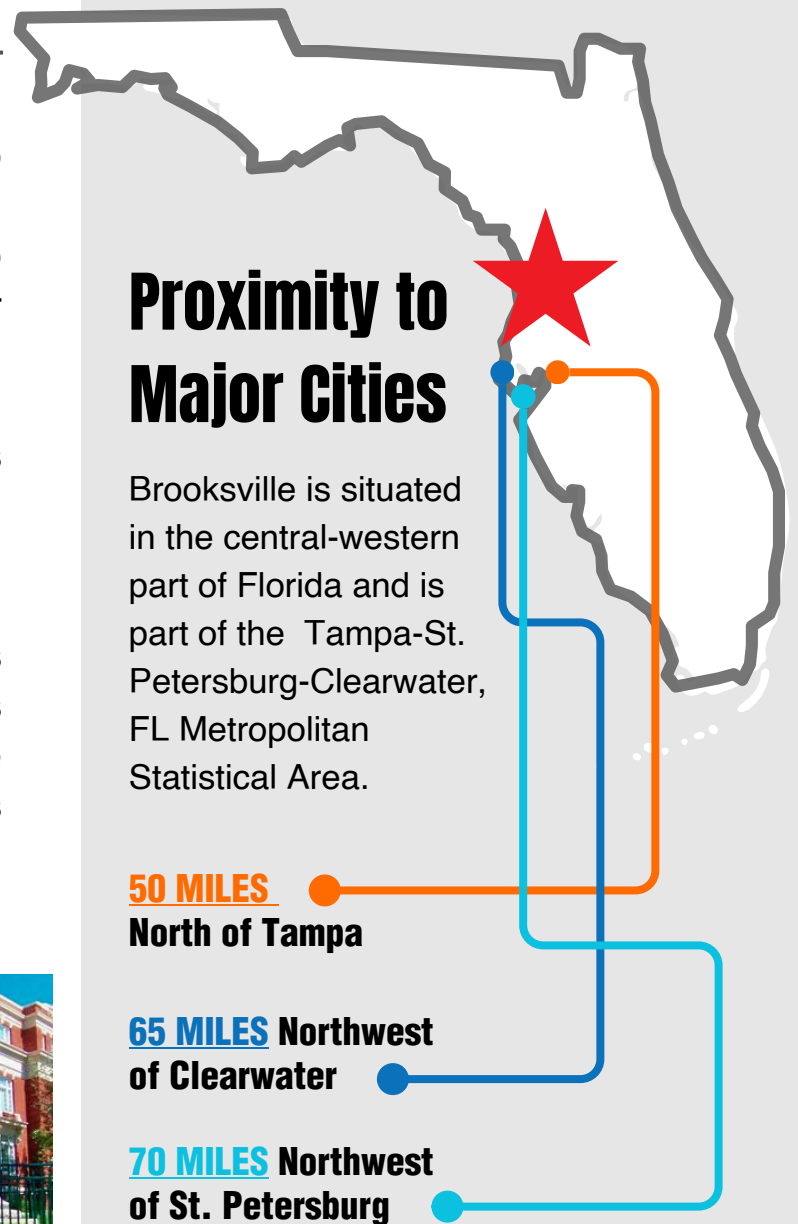 Proximity to
Major Cities
Brooksville is situated
in the central-western
part of Florida and is
part of the  Tampa-St.
Petersburg-Clearwater,
FL Metropolitan
Statistical Area.
50 MILES
North of Tampa
65 MILES Northwest
of Clearwater
70 MILES Northwest
of St. Petersburg